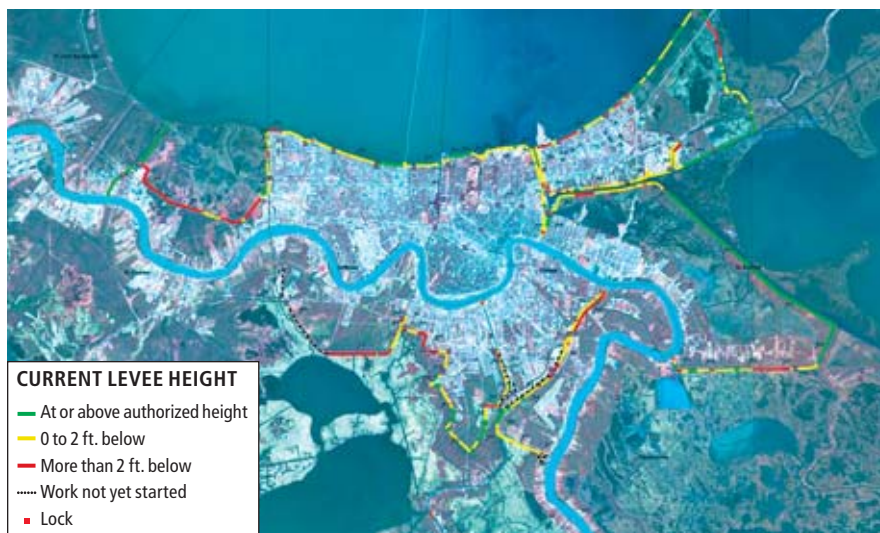 CURRENT LEVEE HEIGHT
At or above authorized height
0 to 2 ft. below
More than 2 ft. below
Work not yet started
Lock